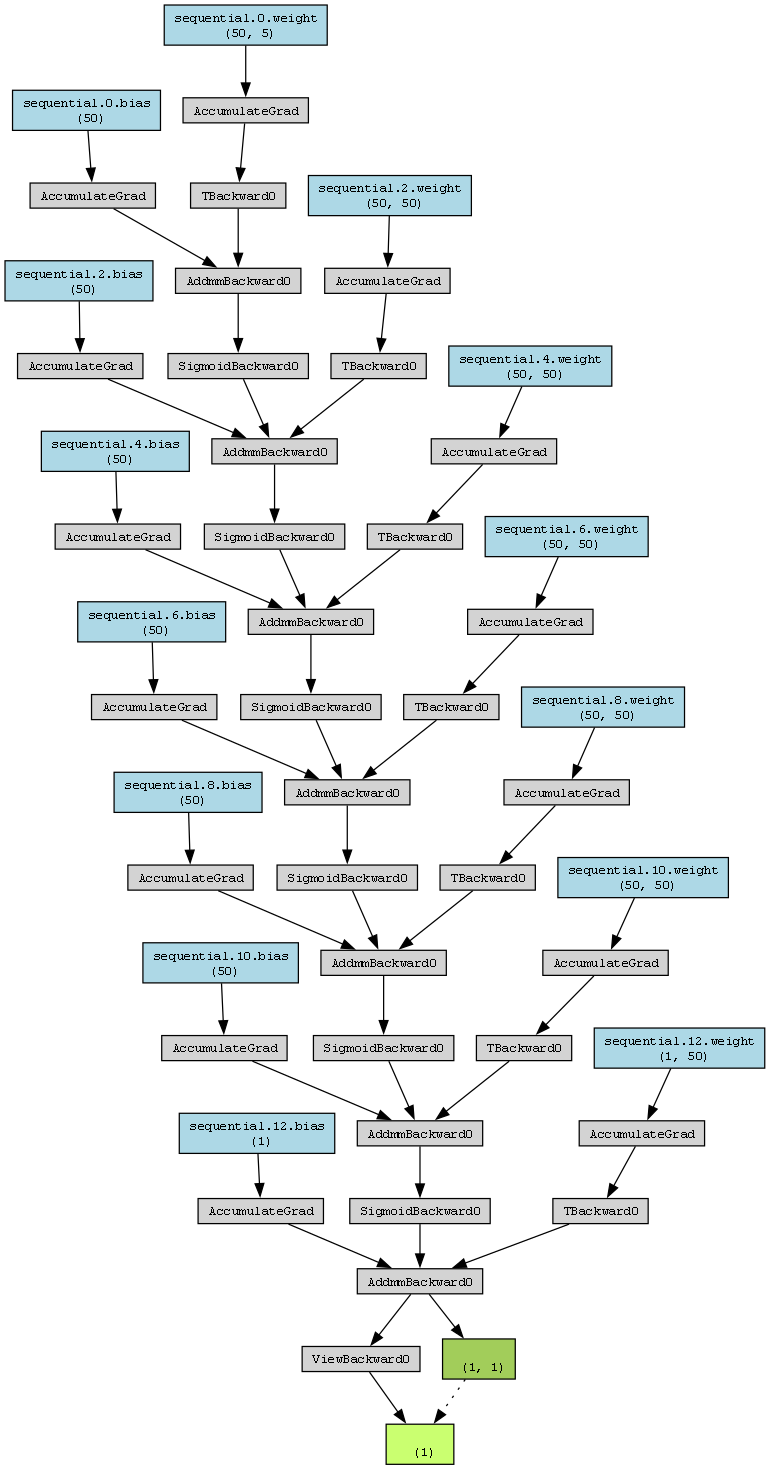 sequential.0.weight
(50, 5)
sequential.0.bias
(50)
AccumulateGrad
AccumulateGrad
TBackward0
sequential.2.weight
(50, 50)
AddmmBackward0
AccumulateGrad
sequential.2.bias
(50)
AccumulateGrad
SigmoidBackward0
TBackward0
sequential.4.weight
(50, 50)
AddmmBackward0
AccumulateGrad
sequential.4.bias
(50)
AccumulateGrad
SigmoidBackward0
TBackward0
sequential.6.weight
(50, 50)
AddmmBackward0
AccumulateGrad
sequential.6.bias
(50)
AccumulateGrad
SigmoidBackward0
TBackward0
sequential.8.weight
(50, 50)
AddmmBackward0
AccumulateGrad
sequential.8.bias
(50)
AccumulateGrad
SigmoidBackward0
TBackward0
sequential.10.weight
(50, 50)
AddmmBackward0
AccumulateGrad
sequential.10.bias
(50)
AccumulateGrad
SigmoidBackward0
TBackward0
sequential.12.weight
(1, 50)
AddmmBackward0
AccumulateGrad
sequential.12.bias
(1)
AccumulateGrad
SigmoidBackward0
TBackward0
AddmmBackward0
ViewBackward0
(1, 1)
(1)